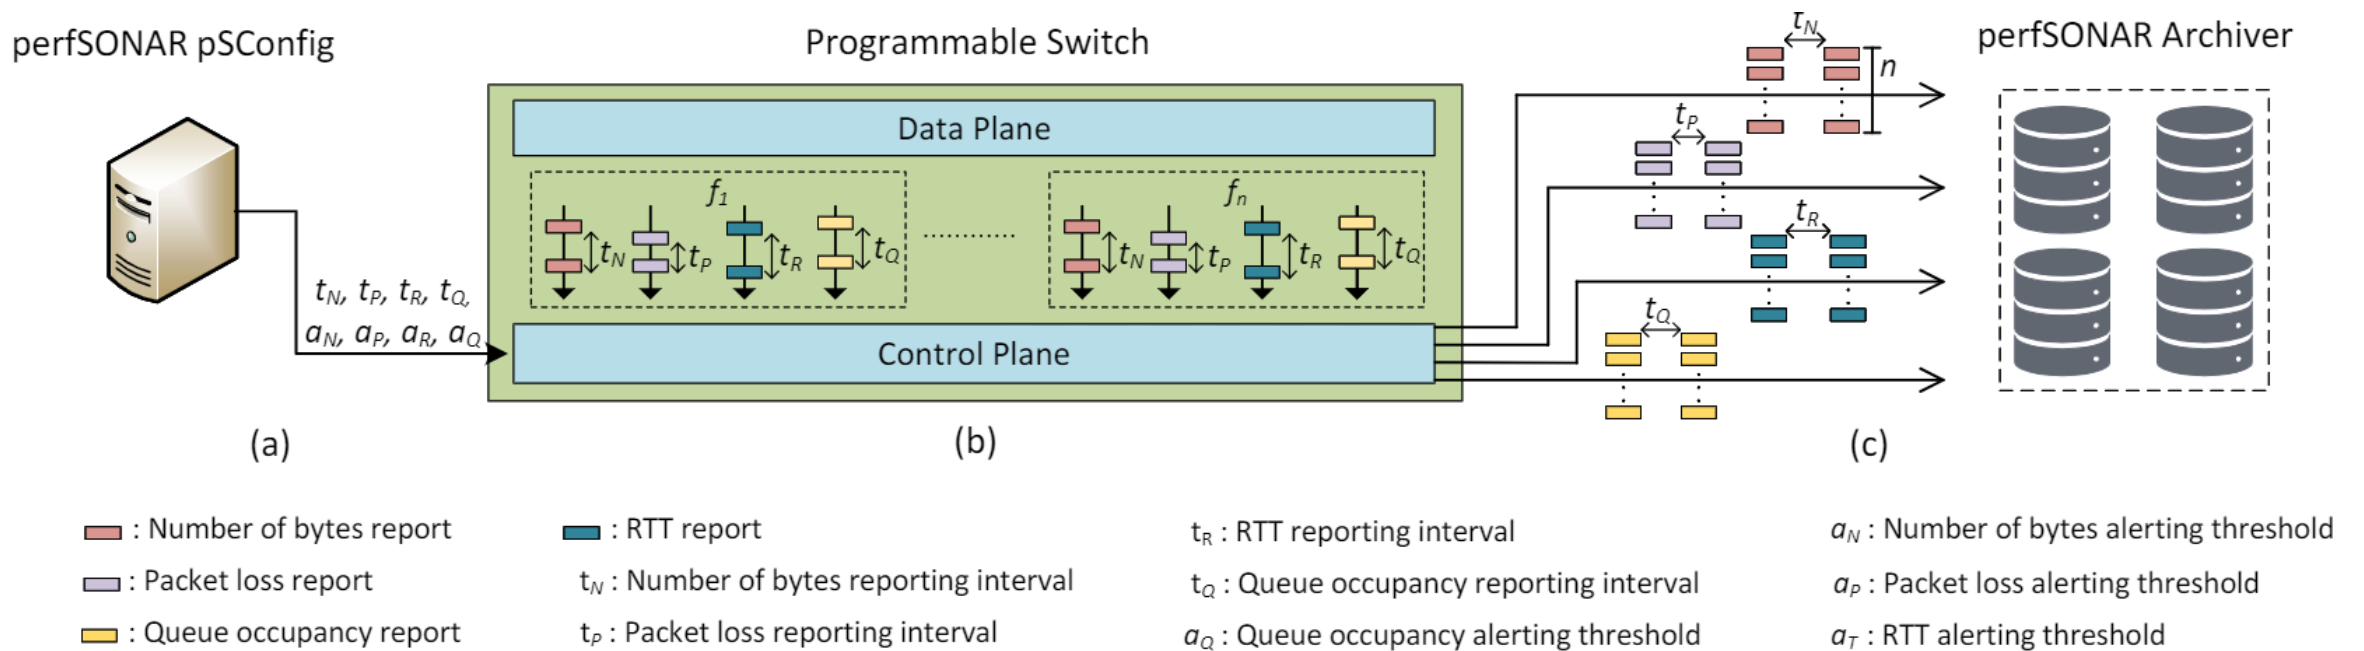 perfSONAR pSConfig
Programmable Switch
perfSONAR Archiver
τN
n
tP
tR
tQ
Data Plane
f1
fn
tN tP tR tQ
tN tP tR tQ
tN, tP, tR, tQ,
aN, aP, aR, aQ
Control Plane
(a)
(b)
(c)
: Number of bytes report
: Packet loss report
: Queue occupancy report
: RTT report
tN : Number of bytes reporting interval
tP : Packet loss reporting interval
tR : RTT reporting interval
tQ : Queue occupancy reporting interval
aQ : Queue occupancy alerting threshold
aN : Number of bytes alerting threshold
aP : Packet loss alerting threshold
aT : RTT alerting threshold